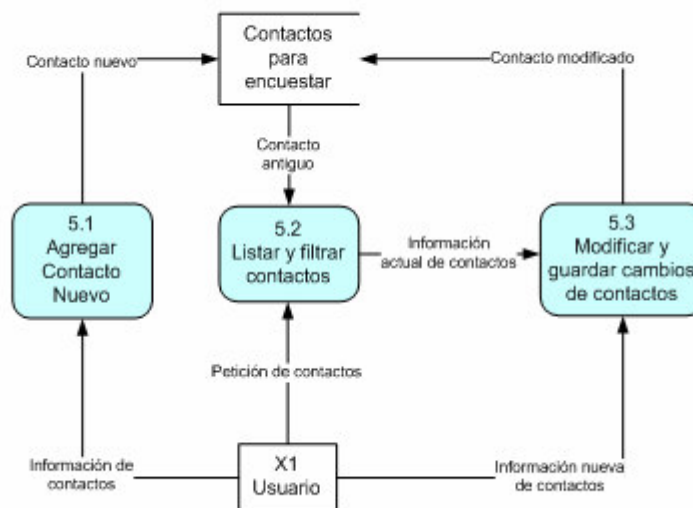 Contactos
para
encuestar
Contacto nuevo
Contacto modificado
Contacto
antiguo
5.1
Agregar
Contacto
Nuevo
5.2
Listar y filtrar
contactos
Información
actual de contactos
5.3
Modificar y
guardar cambios
de contactos
Petición de contactos
Información de
contactos
X1
Usuario
Información nueva
de contactos